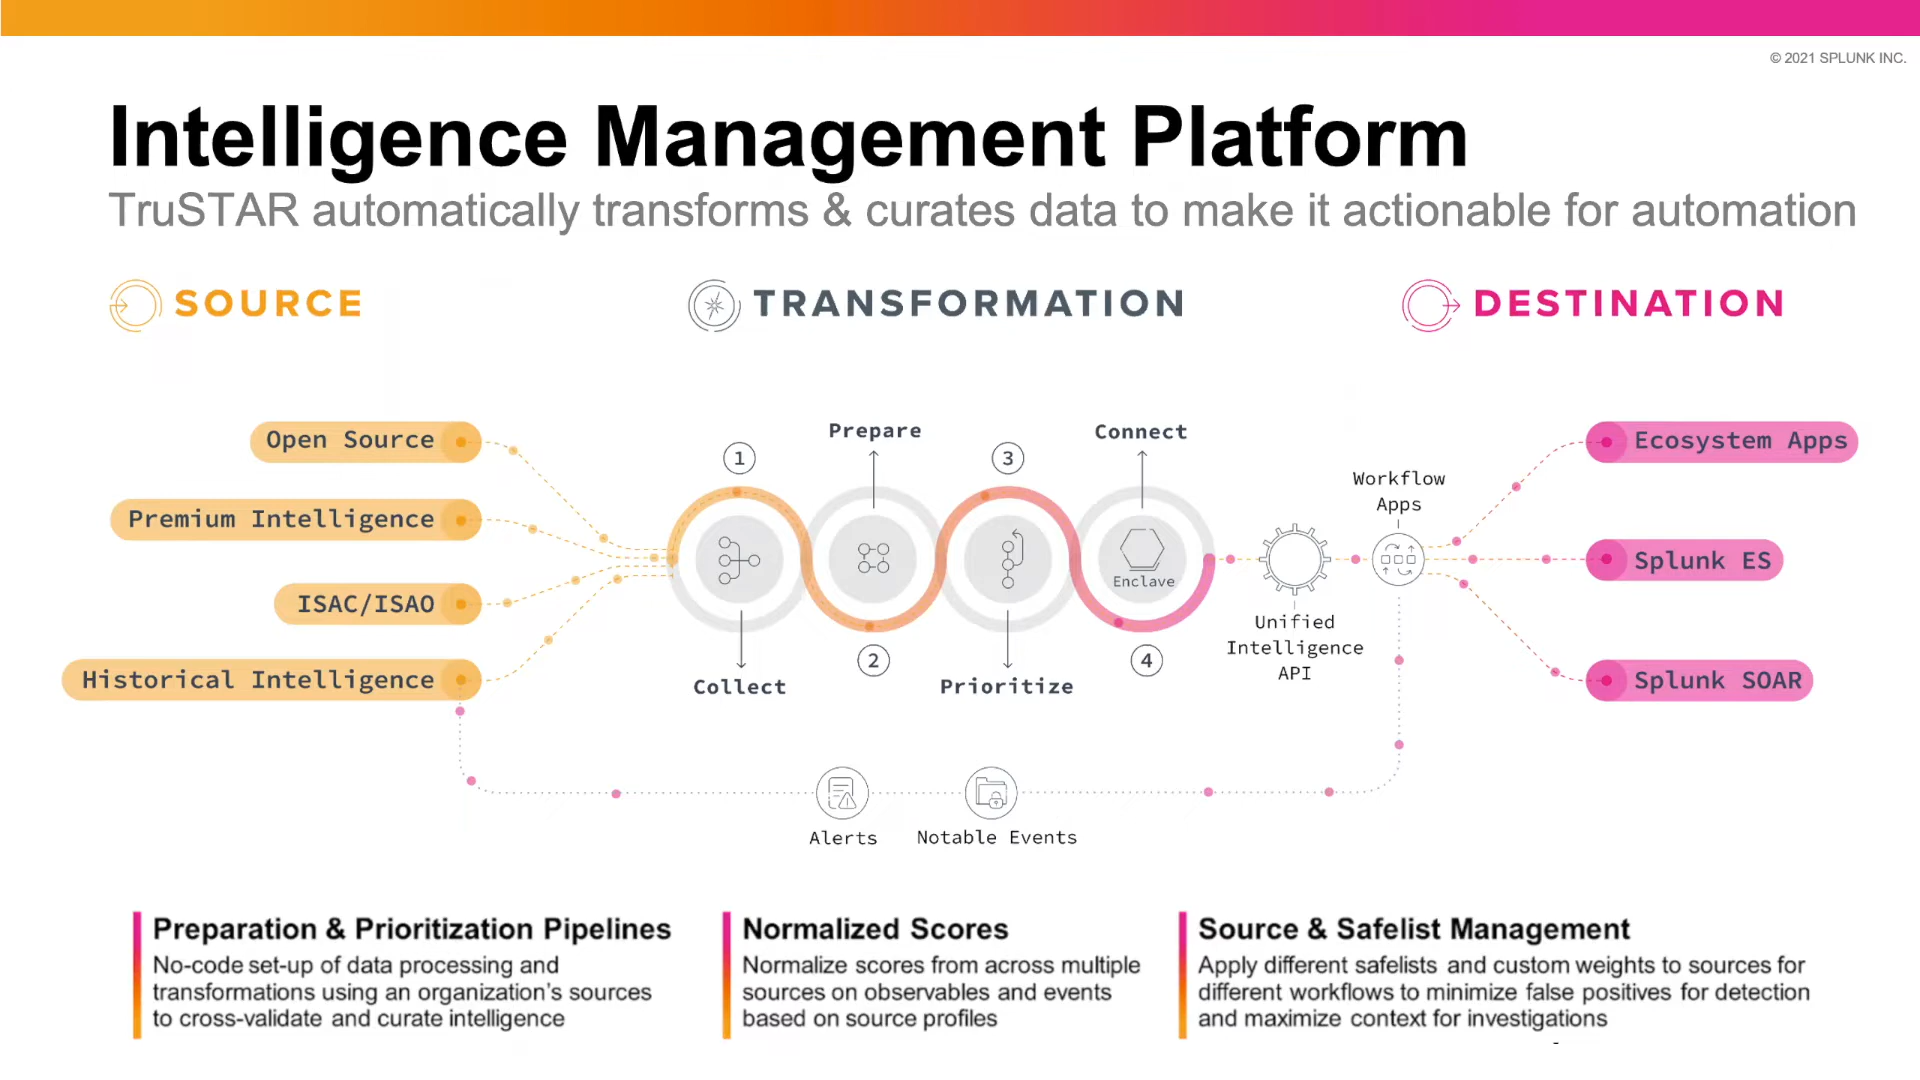 © 2021 SPLUNK INC.
Intelligence Management Platform
TruSTAR automatically transforms & curates data to make it actionable for automation
SOURCE
TRANSFORMATION
DESTINATION
Open Source
Premium Intelligence
ISAC/ISAO
Historical Intelligence
1
Prepare
3
Connect
Enclave
Collect
2
Prioritize
4
Unified
Intelligence
API
Workflow
Apps
Ecosystem Apps
Splunk ES
Splunk SOAR
Alerts
Notable Events
Preparation & Prioritization Pipelines
No-code set-up of data processing and
transformations using an organization's sources
to cross-validate and curate intelligence
Normalized Scores
Normalize scores from across multiple
sources on observables and events
based on source profiles
Source & Safelist Management
Apply different safelists and custom weights to sources for
different workflows to minimize false positives for detection
and maximize context for investigations